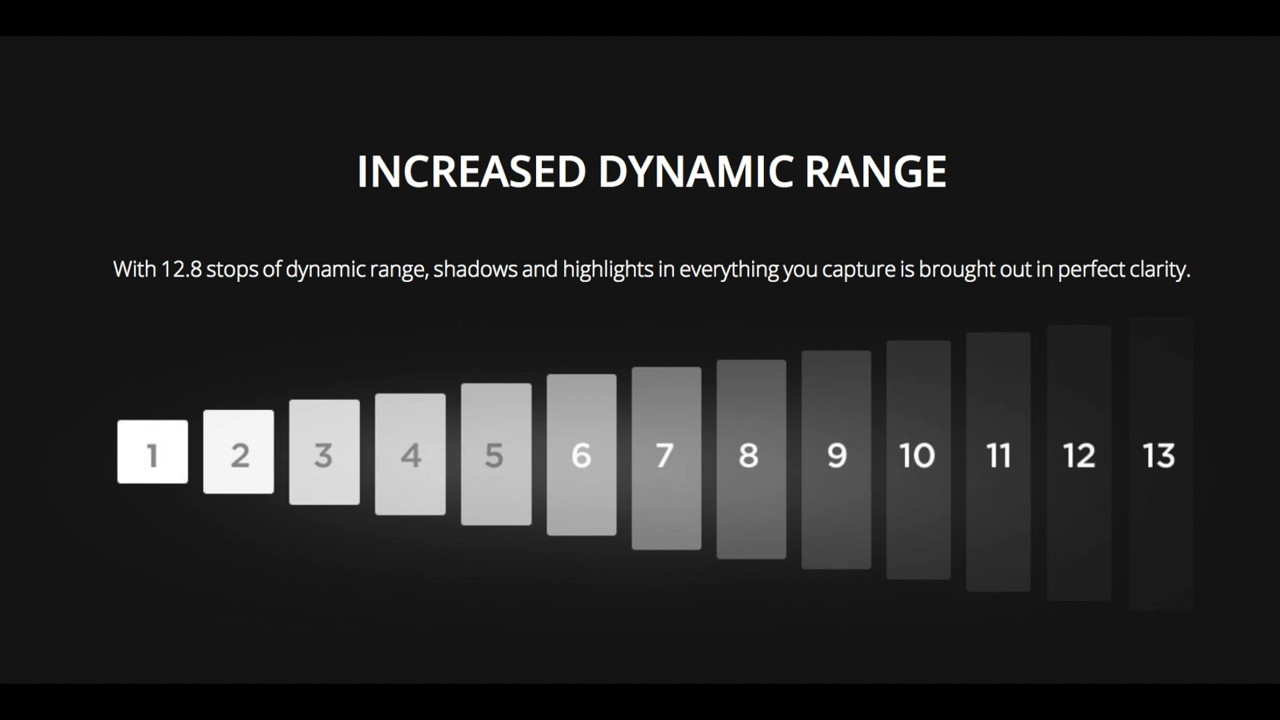 INCREASED DYNAMIC RANGE
With 12.8 stops of dynamic range, shadows and highlights in everything you capture is brought out in perfect clarity.
1 2 3 4 5 6 7 8 9 10 11 12 13